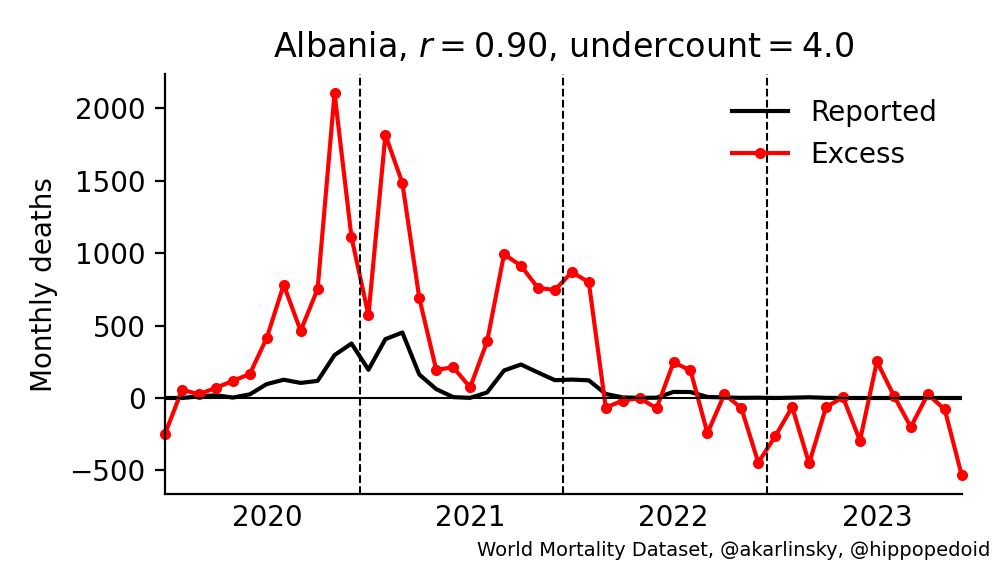 Albania, r = 0.90, undercount = 4.0
Monthly deaths
2000
1500
1000
500
0
−500
Reported
Excess
2020 2021 2022 2023
World Mortality Dataset, @akarlinsky, @hippopedoid